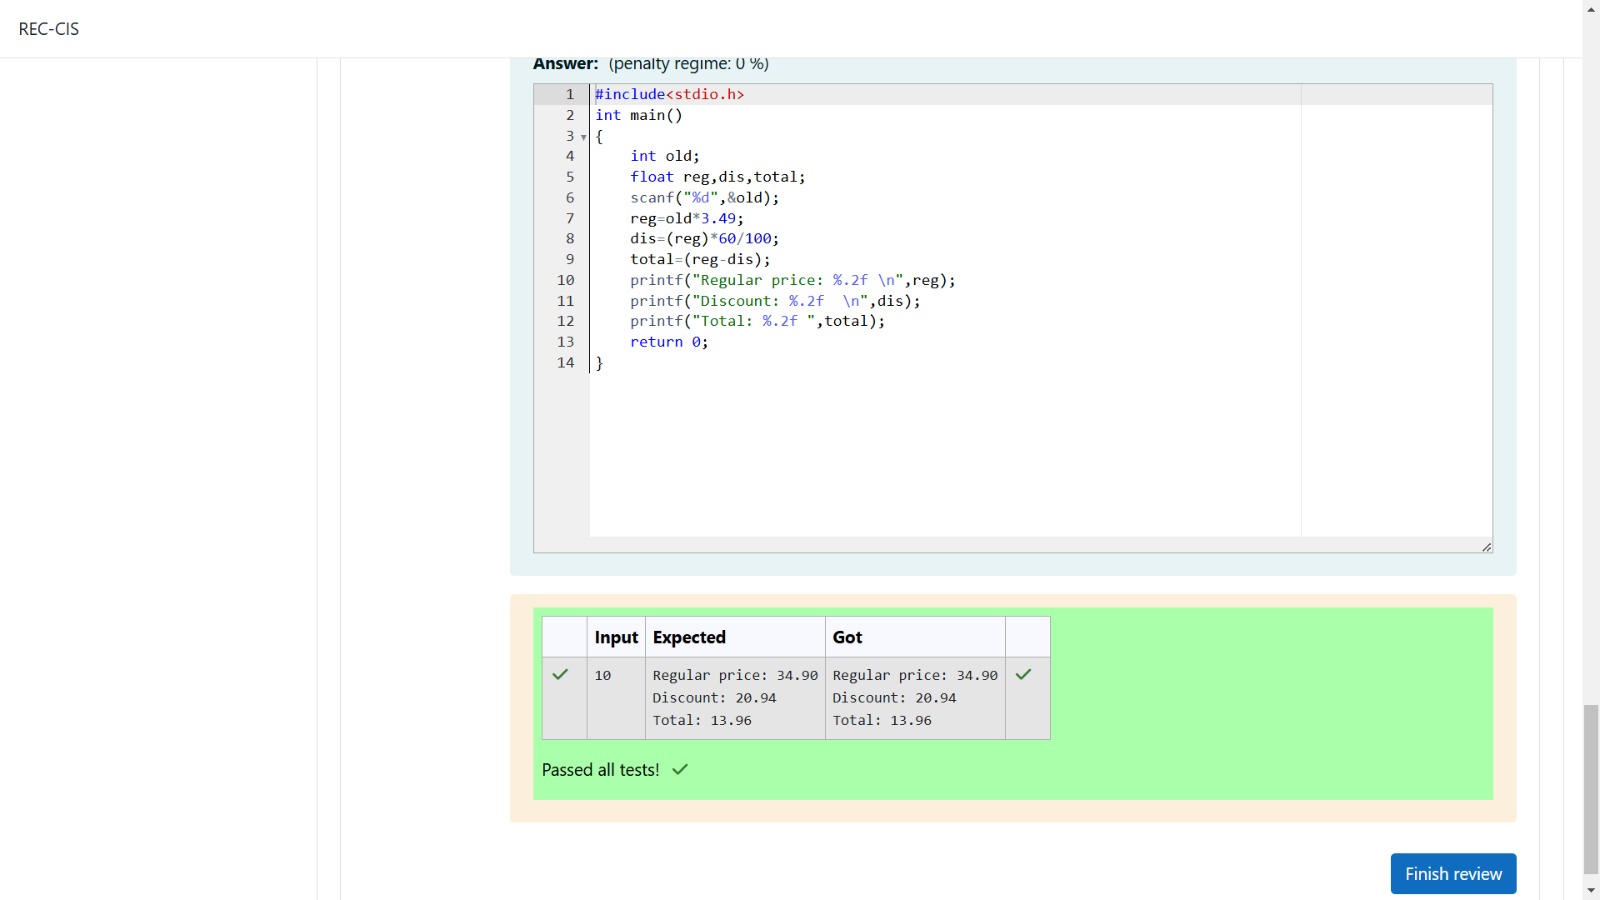 REC-CIS
Answer: (penalty regime: 0 %)
1 #include<stdio.h>
2 int main()
3 {
4 int old;
5 float reg,dis,total;
6 scanf("%d",&old);
7 reg=old*3.49;
8 dis=(reg)*60/100;
9 total=(reg-dis);
10 printf("Regular price: %.2f \n",reg);
11 printf("Discount: %.2f  \n",dis);
12 printf("Total: %.2f ",total);
13 return 0;
14 }
Input Expected Got
10 Regular price: 34.90 Regular price: 34.90
Discount: 20.94 Discount: 20.94
Total: 13.96 Total: 13.96
Passed all tests!
Finish review